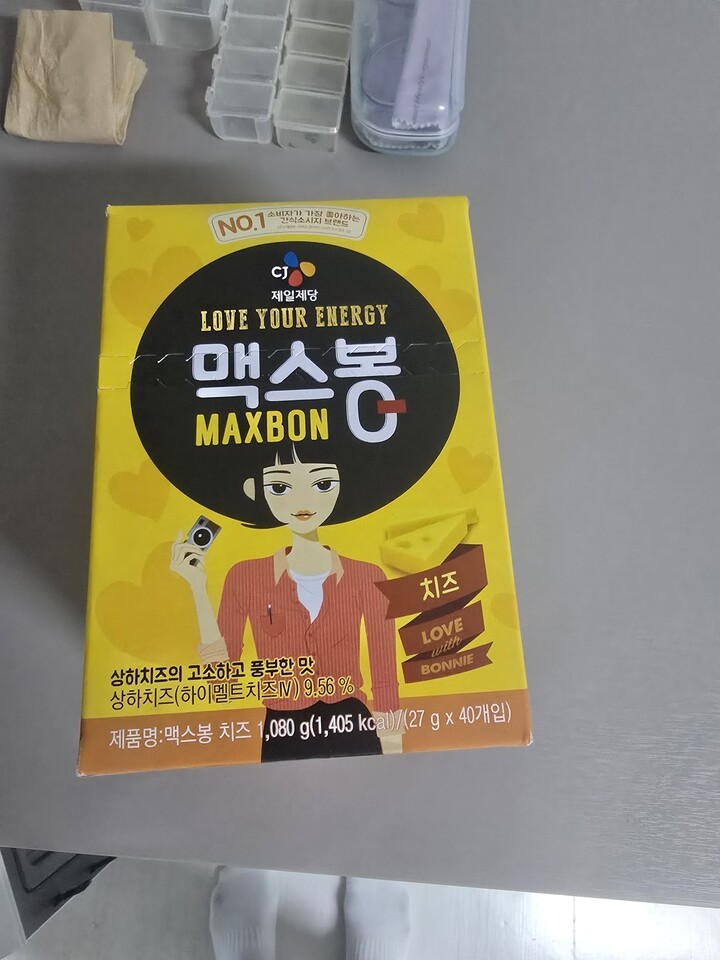 NO.1 소비자가 가장 좋아하는
간식소시지 브랜드
CJ
제일제당
LOVE YOUR ENERGY
맥스봉
MAXBON
치즈
LOVE
with
BONNIE
상하치즈의 고소하고 풍부한 맛
상하치즈(하이멜트치즈Ⅳ) 9.56 %
제품명:맥스봉 치즈 1,080 g(1,405 kcal)/(27 g x 40개입)